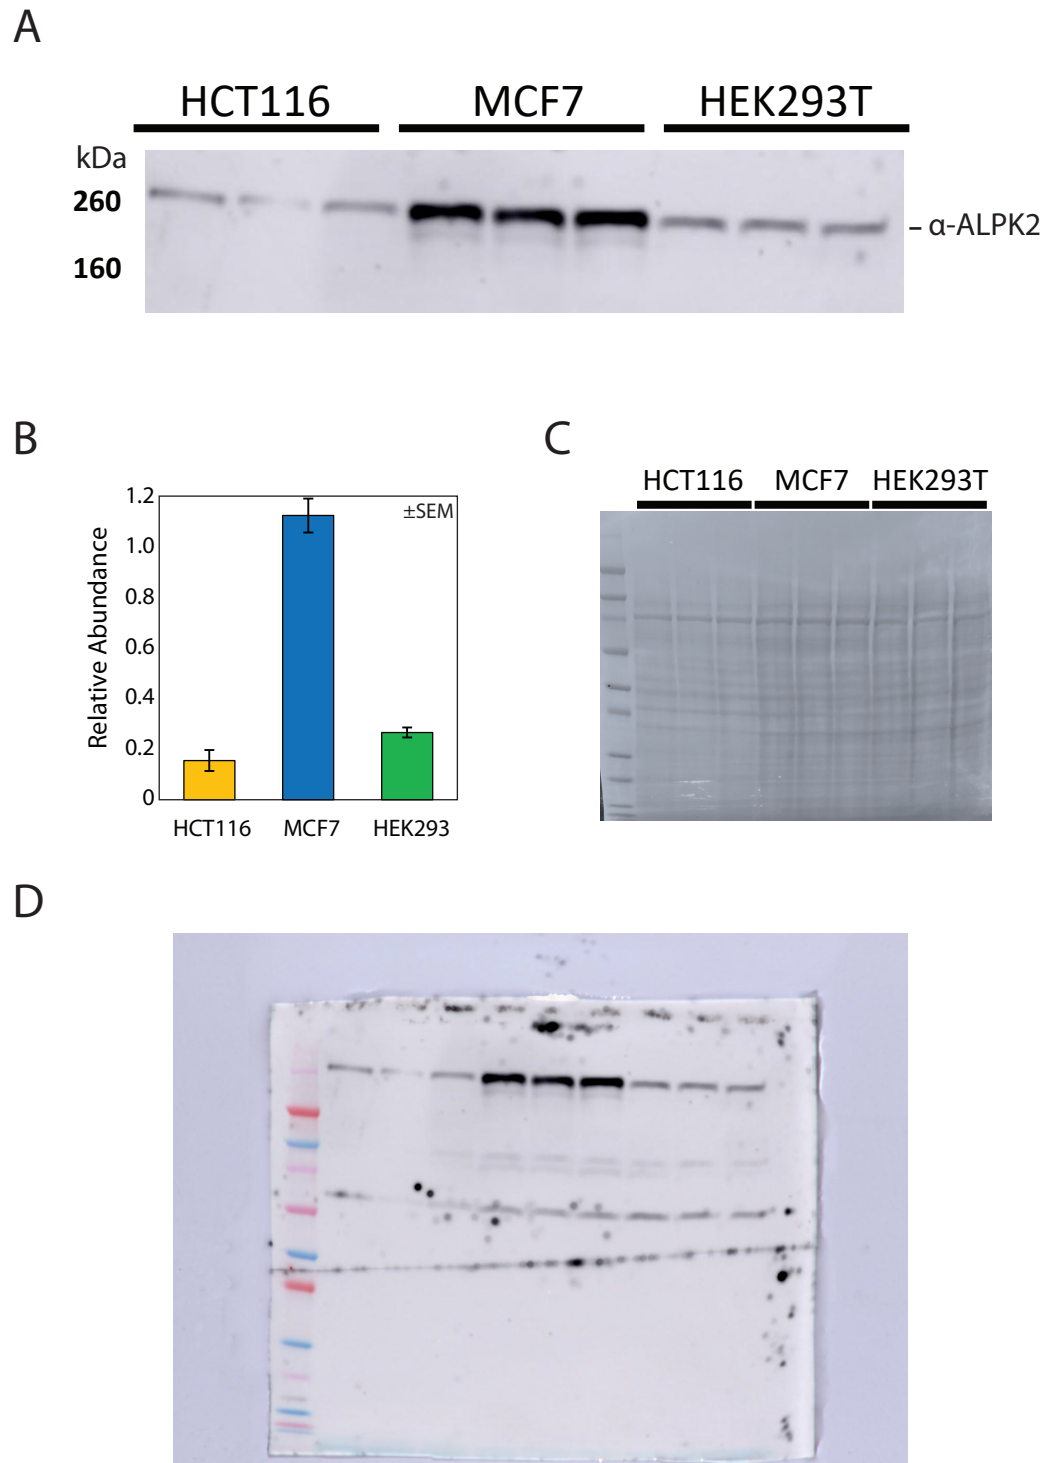 A
HCT116 MCF7 HEK293T
kDa
260
160
– α-ALPK2
B
1.2
1.0
0.8
0.6
0.4
0.2
0
Relative Abundance
±SEM
HCT116 MCF7 HEK293
C
HCT116 MCF7 HEK293T
D